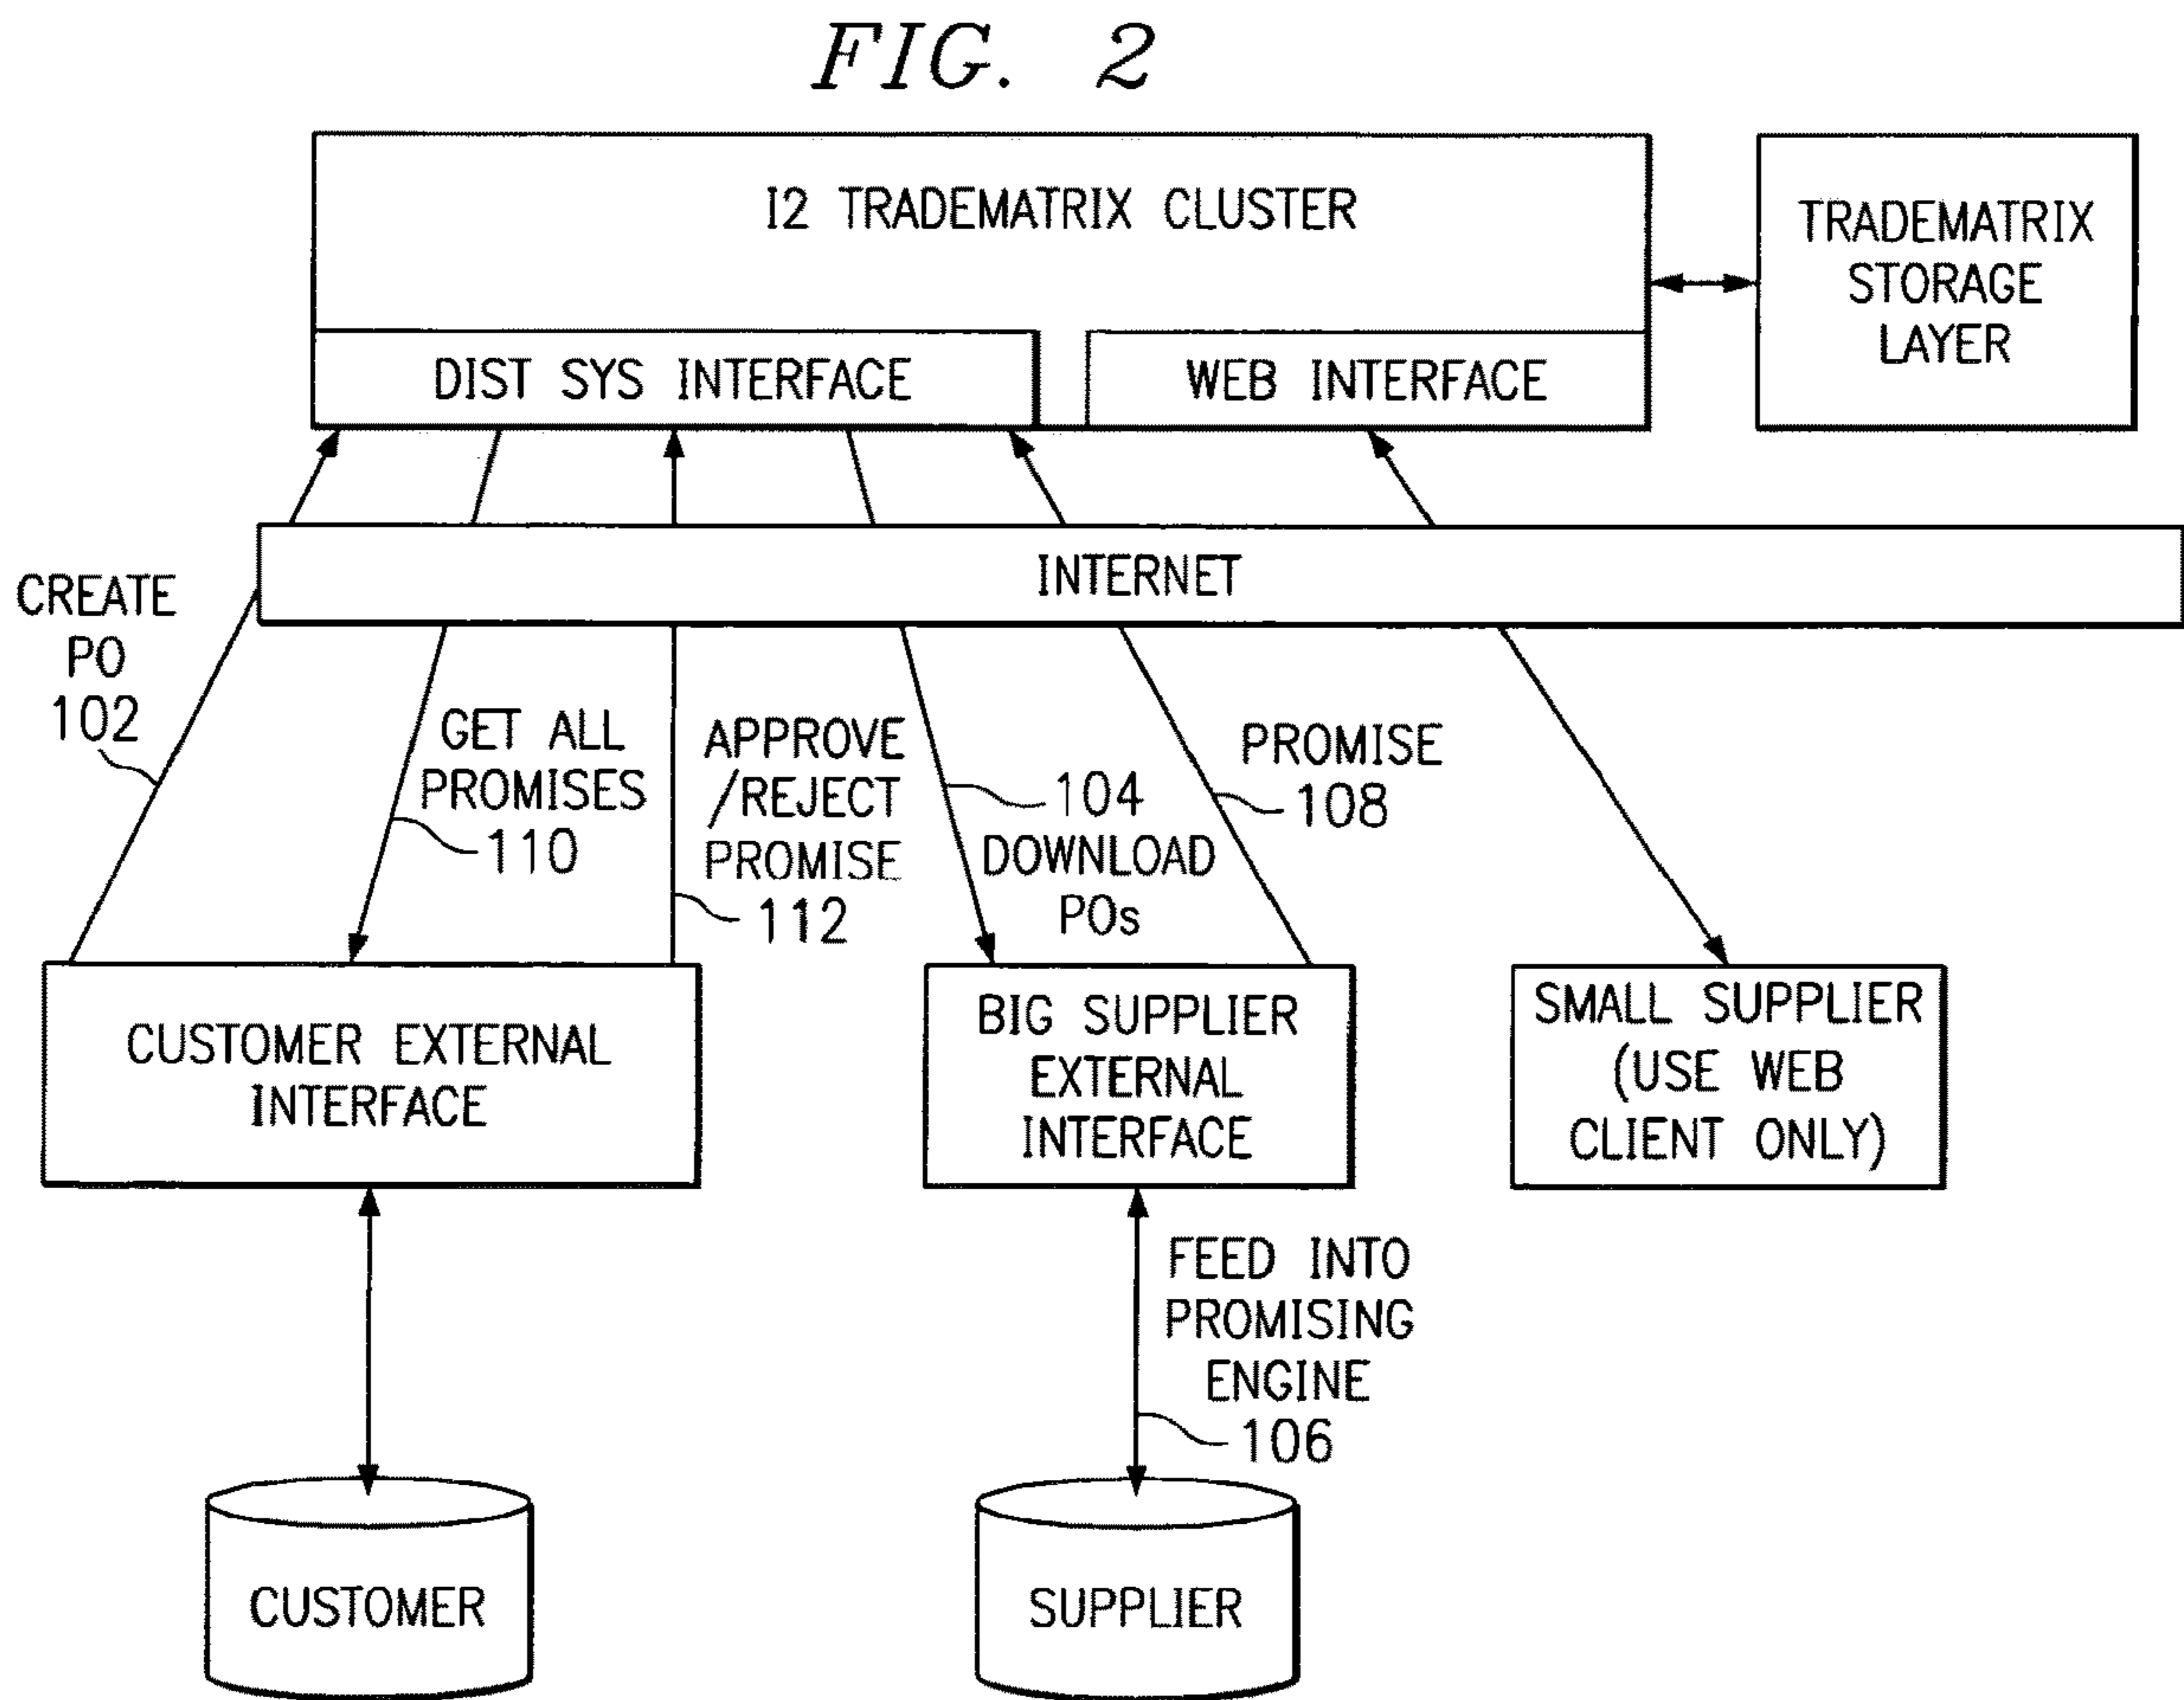 FIG. 2
I2 TRADEMATRIX CLUSTER
TRADEMATRIX
STORAGE
LAYER
DIST SYS INTERFACE
WEB INTERFACE
INTERNET
CREATE
PO
102
GET ALL
PROMISES
110
APPROVE
/REJECT
PROMISE
112
104
DOWNLOAD
POs
PROMISE
108
CUSTOMER EXTERNAL
INTERFACE
BIG SUPPLIER
EXTERNAL
INTERFACE
SMALL SUPPLIER
(USE WEB
CLIENT ONLY)
FEED INTO
PROMISING
ENGINE
106
CUSTOMER
SUPPLIER